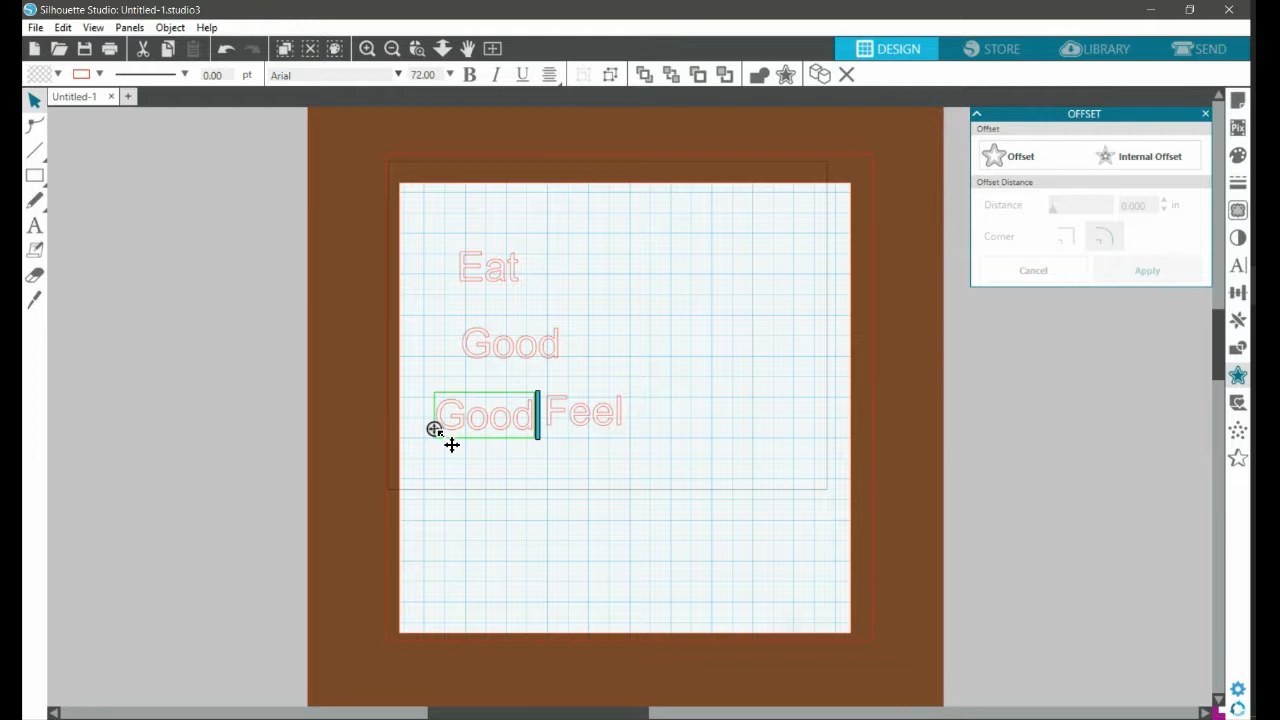 Silhouette Studio: Untitled-1.studio3
File Edit View Panels Object Help
DESIGN STORE LIBRARY SEND
0.00 pt Arial 72.00 B I U
Untitled-1 × +
OFFSET
Offset
Offset Internal Offset
Offset Distance
Distance 0.000 in
Corner
Cancel Apply
Eat
Good
Good Feel